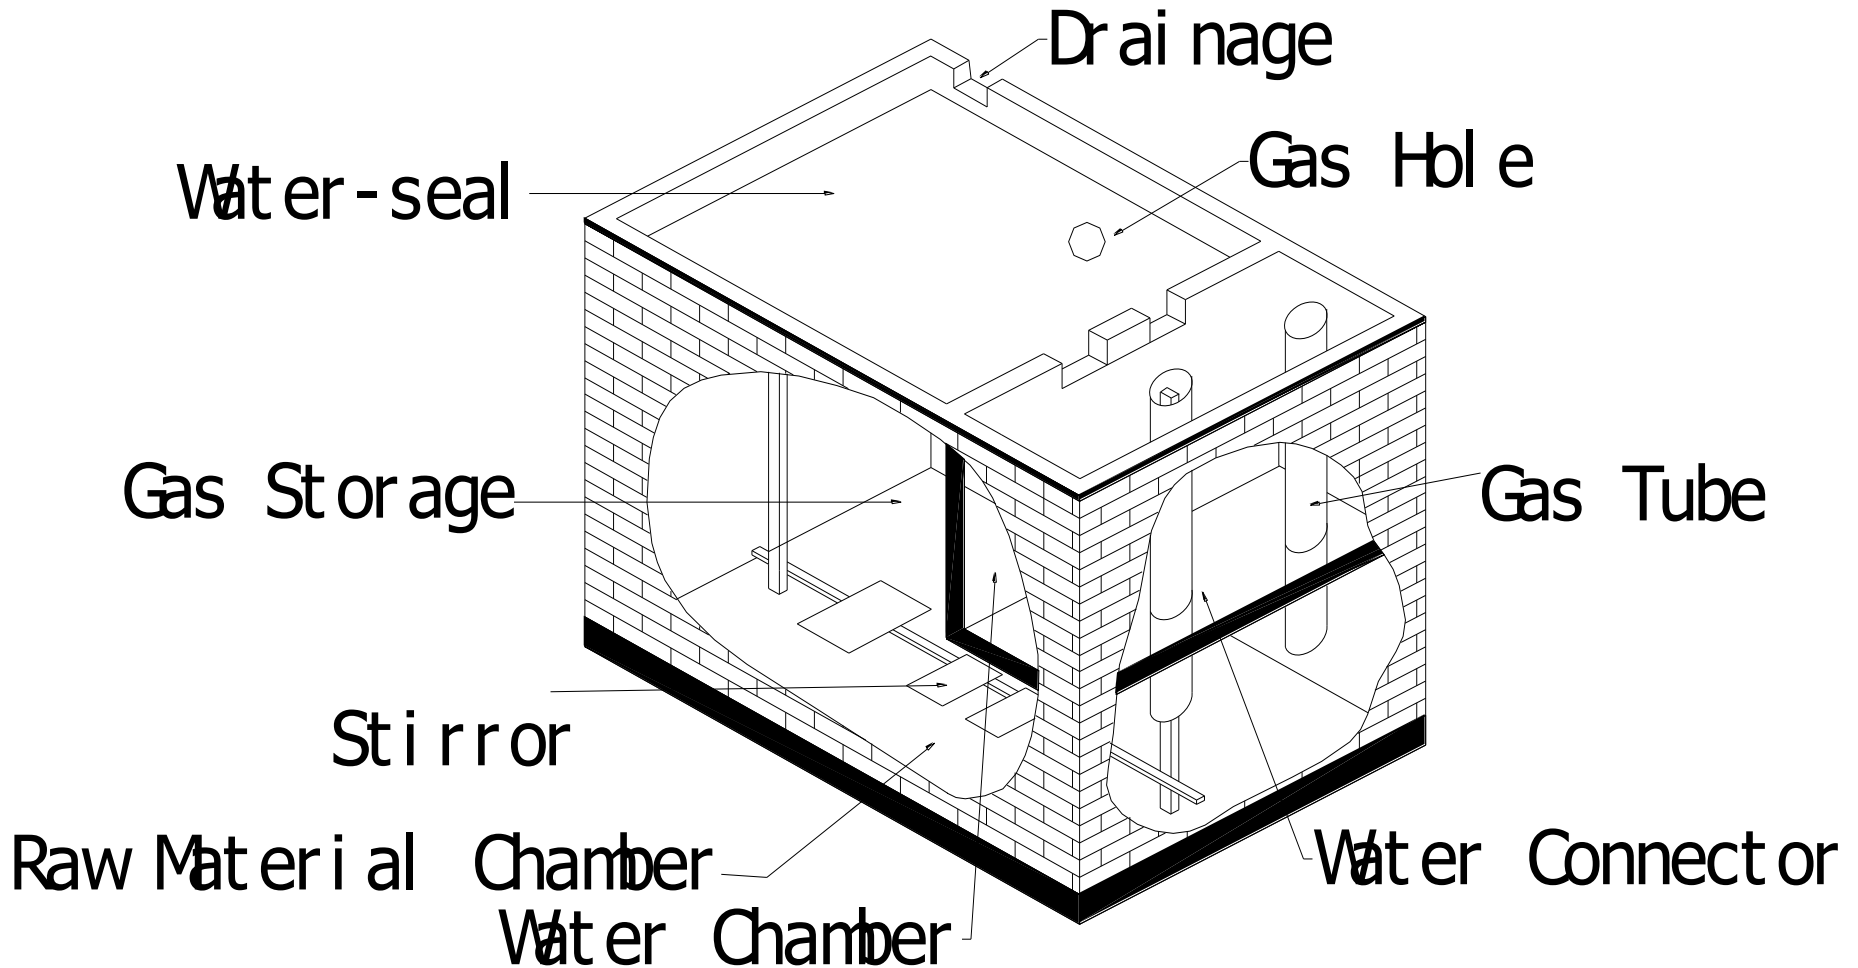 Drainage
Gas Hole
Water-seal
Gas Storage
Gas Tube
Stirror
Raw Material Chamber
Water Connector
Water Chamber